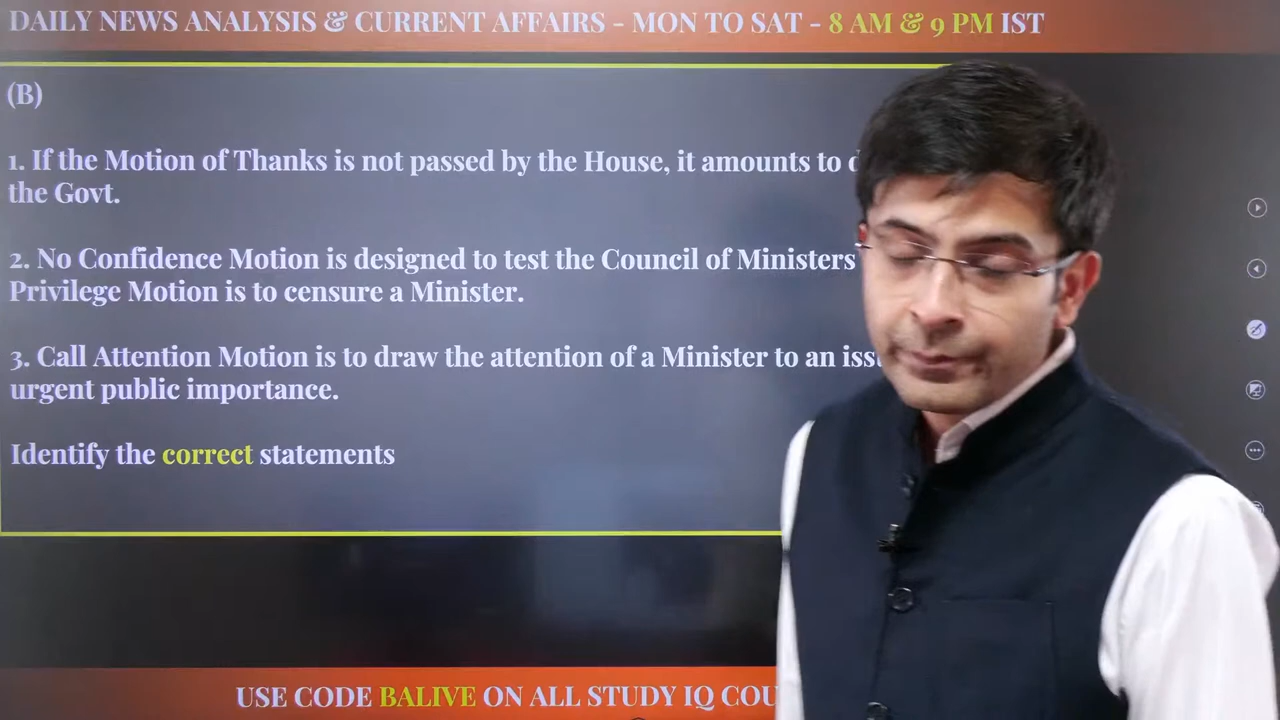 DAILY NEWS ANALYSIS & CURRENT AFFAIRS - MON TO SAT - 8 AM & 9 PM IST
(B)
1. If the Motion of Thanks is not passed by the House, it amounts to
the Govt.
2. No Confidence Motion is designed to test the Council of Ministers
Privilege Motion is to censure a Minister.
3. Call Attention Motion is to draw the attention of a Minister to an
urgent public importance.
Identify the correct statements
USE CODE BALIVE ON ALL STUDY IQ